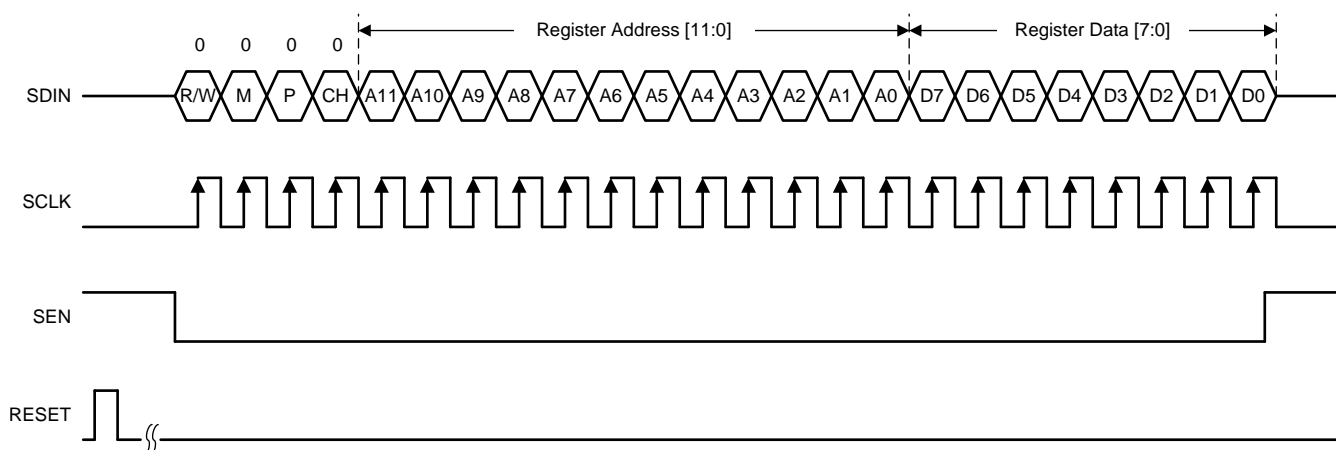 0 0 0 0 Register Address [11:0] Register Data [7:0]
SDIN R/W M P CH A11 A10 A9 A8 A7 A6 A5 A4 A3 A2 A1 A0 D7 D6 D5 D4 D3 D2 D1 D0
SCLK
SEN
RESET